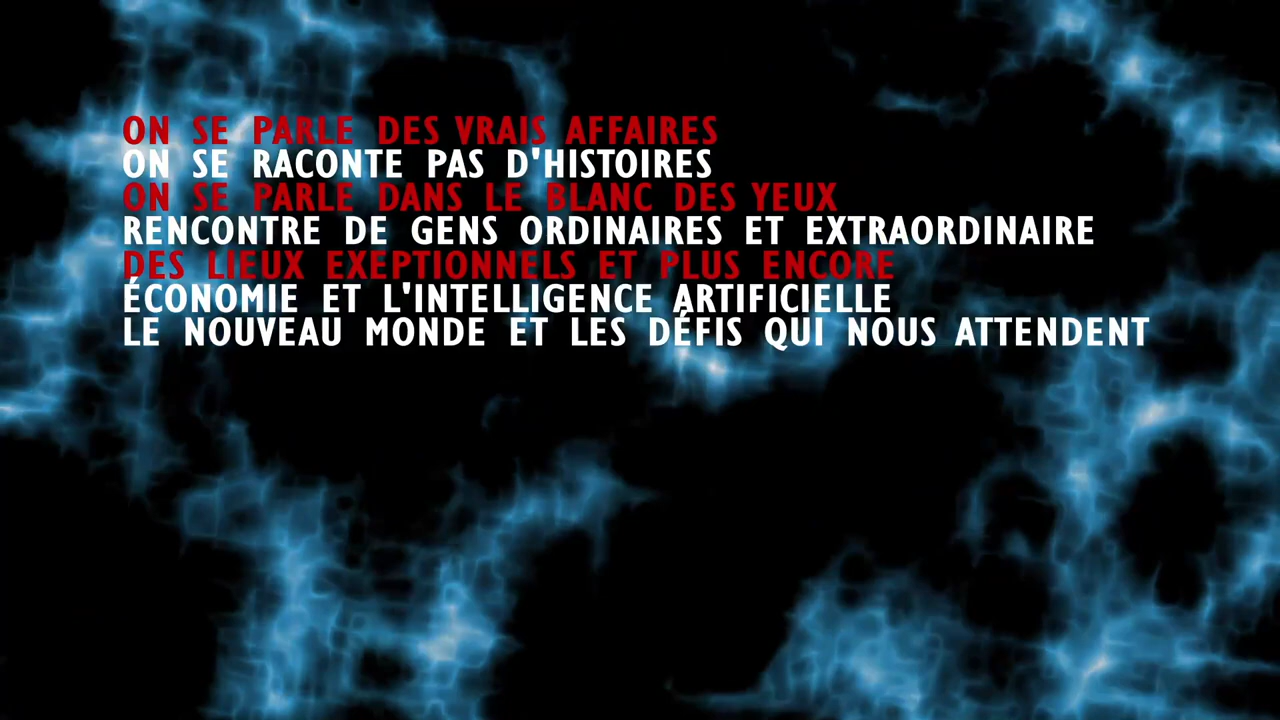 ON SE PARLE DES VRAIS AFFAIRES
ON SE RACONTE PAS D'HISTOIRES
ON SE PARLE DANS LE BLANC DES YEUX
RENCONTRE DE GENS ORDINAIRES ET EXTRAORDINAIRE
DES LIEUX EXEPTIONNELS ET PLUS ENCORE
ÉCONOMIE ET L'INTELLIGENCE ARTIFICIELLE
LE NOUVEAU MONDE ET LES DÉFIS QUI NOUS ATTENDENT